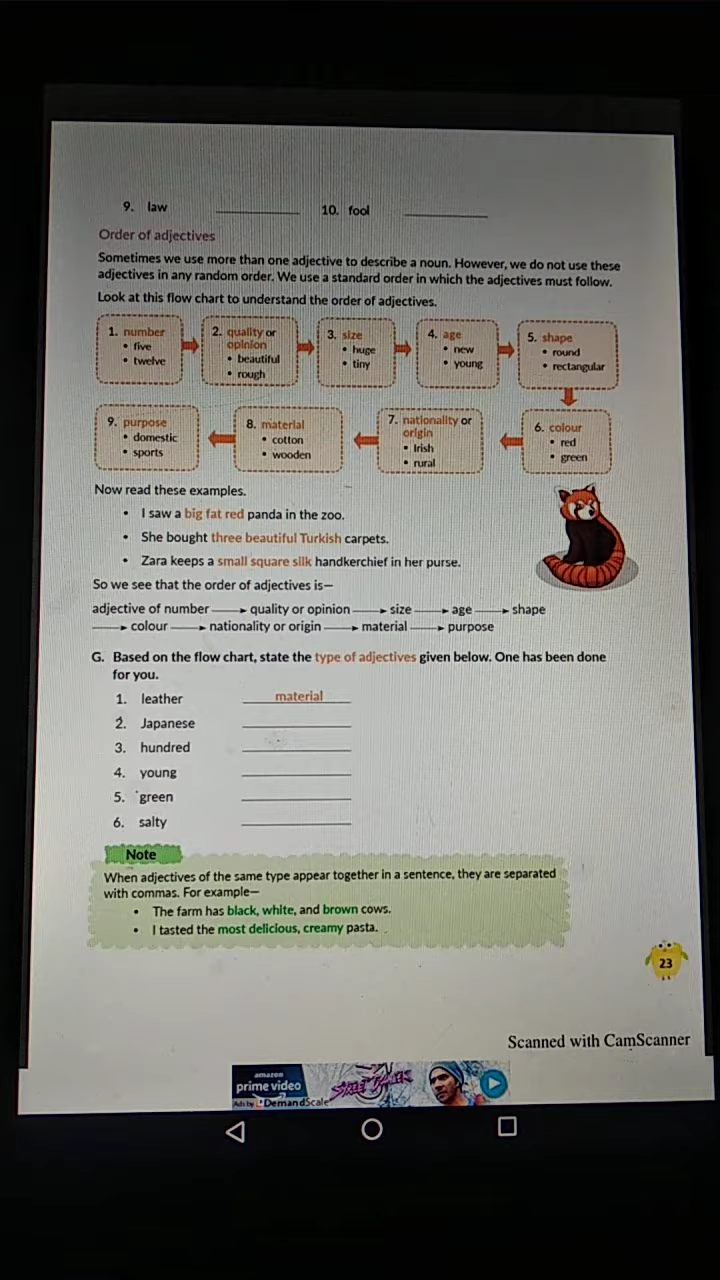 9. law ____________ 10. fool ____________
Order of adjectives
Sometimes we use more than one adjective to describe a noun. However, we do not use these
adjectives in any random order. We use a standard order in which the adjectives must follow.
Look at this flow chart to understand the order of adjectives.
1. number
• five
• twelve
2. quality or
opinion
• beautiful
• rough
3. size
• huge
• tiny
4. age
• new
• young
5. shape
• round
• rectangular
6. colour
• red
• green
7. nationality or
origin
• Irish
• rural
8. material
• cotton
• wooden
9. purpose
• domestic
• sports
Now read these examples.
• I saw a big fat red panda in the zoo.
• She bought three beautiful Turkish carpets.
• Zara keeps a small square silk handkerchief in her purse.
So we see that the order of adjectives is—
adjective of number → quality or opinion → size → age → shape
→ colour → nationality or origin → material → purpose
G. Based on the flow chart, state the type of adjectives given below. One has been done
for you.
1. leather material
2. Japanese ____________
3. hundred ____________
4. young ____________
5. green ____________
6. salty ____________
Note
When adjectives of the same type appear together in a sentence, they are separated
with commas. For example—
• The farm has black, white, and brown cows.
• I tasted the most delicious, creamy pasta.
23
Scanned with CamScanner
amazon
prime video
Ads by DemandScale